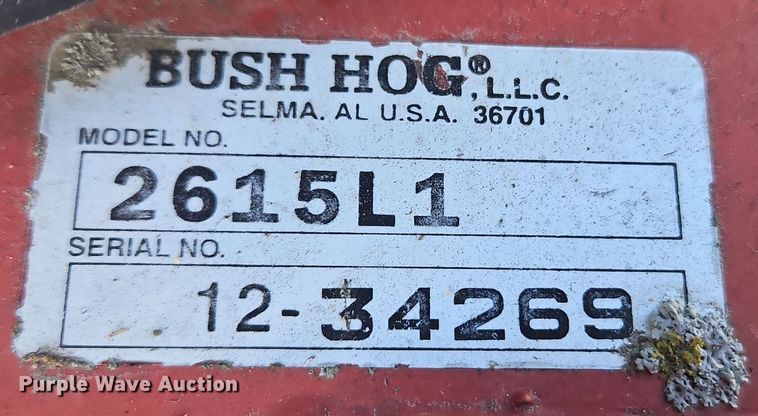 BUSH HOG®, L.L.C.
SELMA, AL U.S.A. 36701
MODEL NO.
2615L1
SERIAL NO.
12-34269
Purple Wave Auction